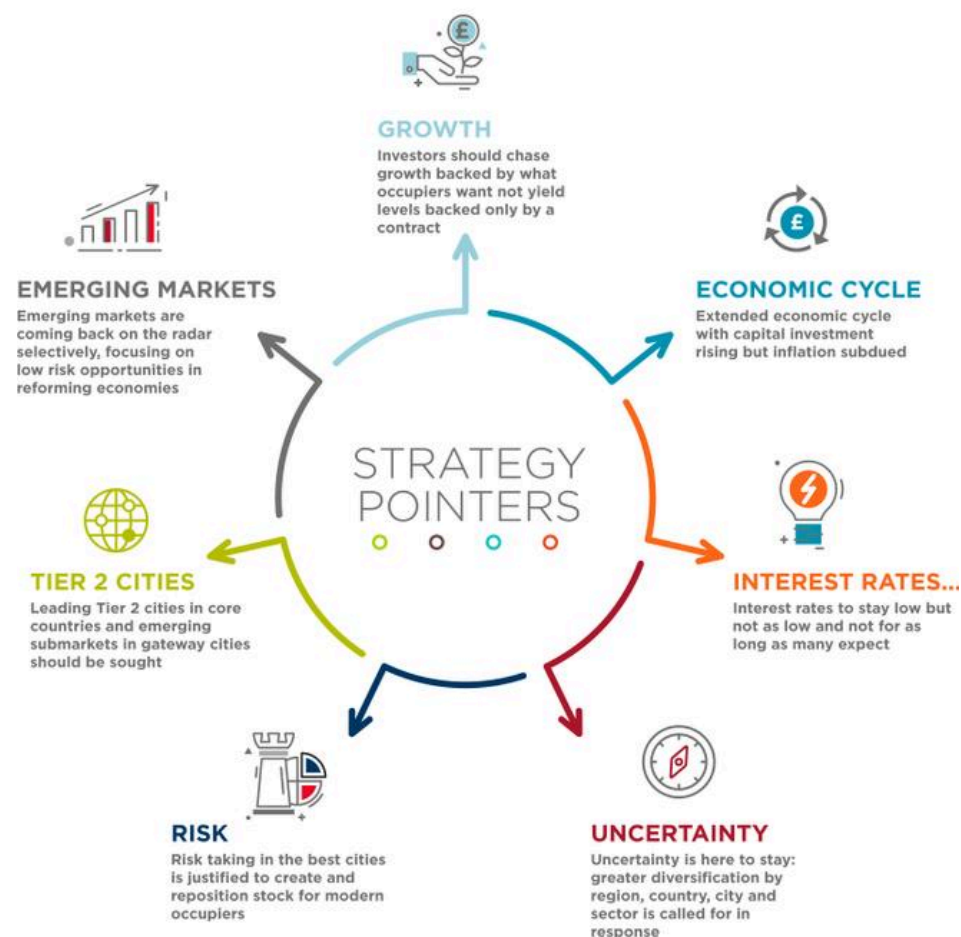 £
GROWTH
Investors should chase
growth backed by what
occupiers want not yield
levels backed only by a
contract
£
ECONOMIC CYCLE
Extended economic cycle
with capital investment
rising but inflation subdued
INTEREST RATES...
Interest rates to stay low but
not as low and not for as
long as many expect
UNCERTAINTY
Uncertainty is here to stay:
greater diversification by
region, country, city and
sector is called for in
response
RISK
Risk taking in the best cities
is justified to create and
reposition stock for modern
occupiers
TIER 2 CITIES
Leading Tier 2 cities in core
countries and emerging
submarkets in gateway cities
should be sought
EMERGING MARKETS
Emerging markets are
coming back on the radar
selectively, focusing on
low risk opportunities in
reforming economies
STRATEGY
POINTERS